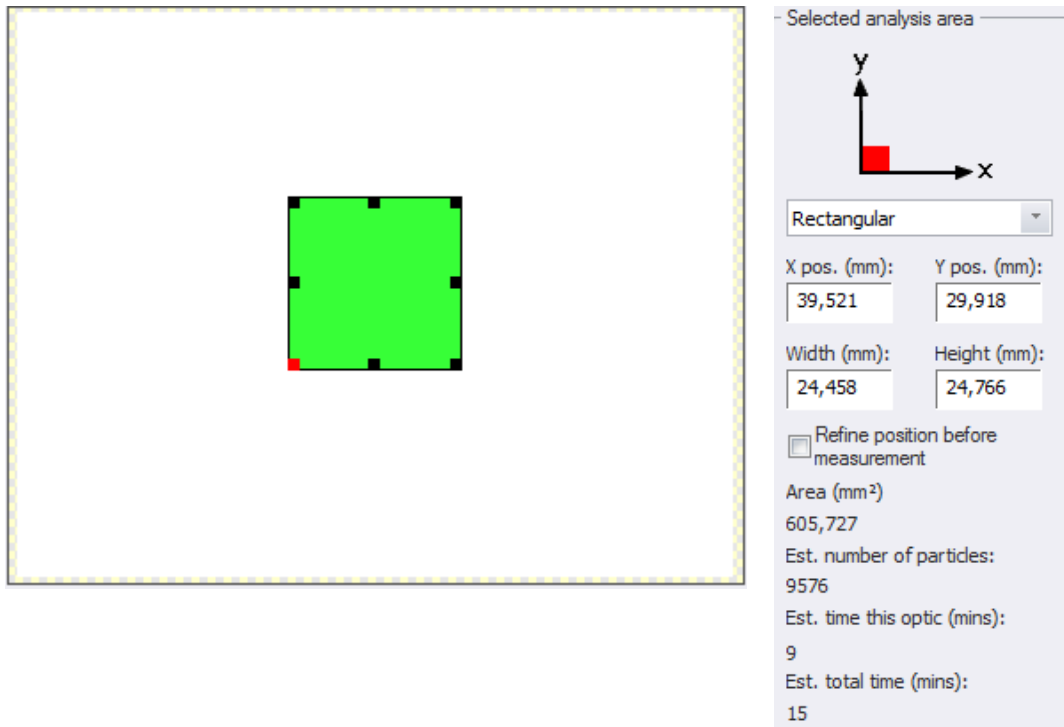 Selected analysis area
y
x
Rectangular
X pos. (mm): Y pos. (mm):
39,521 29,918
Width (mm): Height (mm):
24,458 24,766
Refine position before
measurement
Area (mm²)
605,727
Est. number of particles:
9576
Est. time this optic (mins):
9
Est. total time (mins):
15